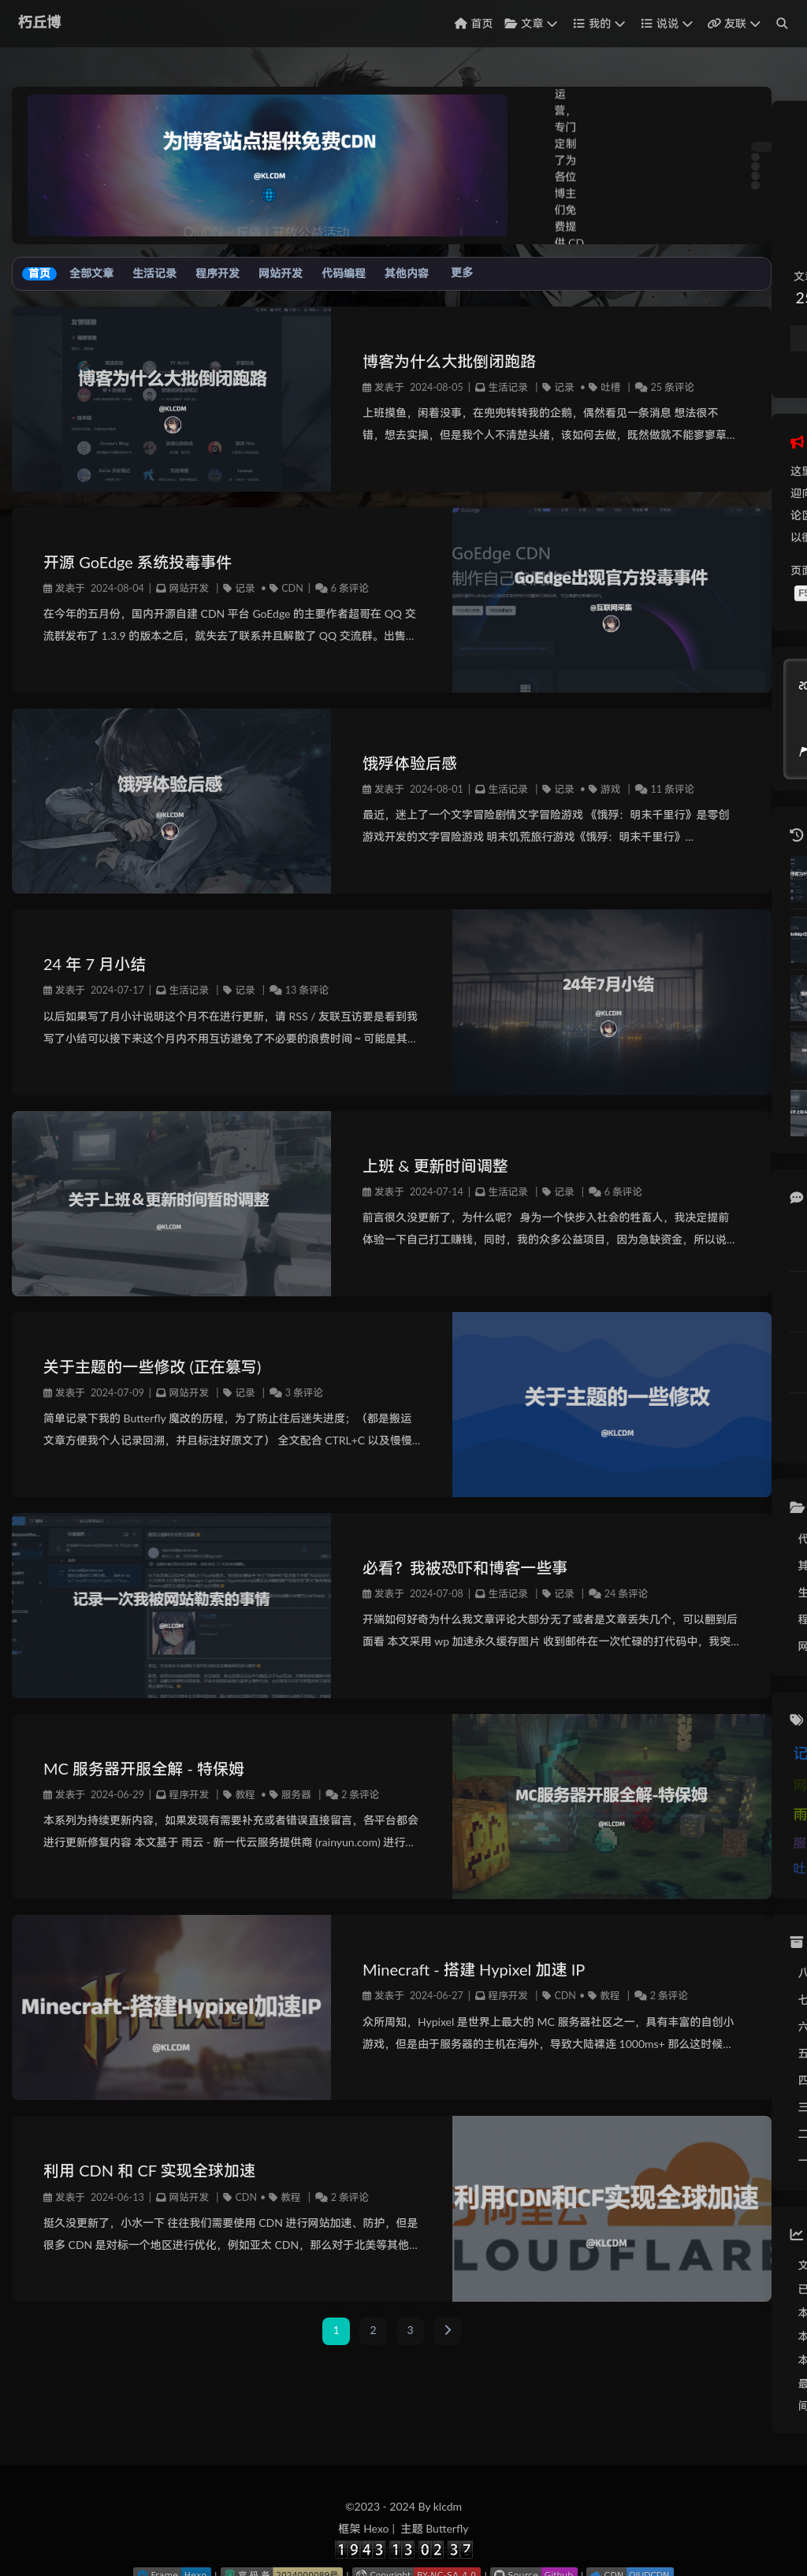 朽丘博
首页 文章 我的 说说 友联
为博客站点提供免费CDN
@KLCDM
运
营，
专门
定制
了为
各位
博主
们免
费提
供 CD
首页 全部文章 生活记录 程序开发 网站开发 代码编程 其他内容 更多
博客为什么大批倒闭跑路
@KLCDM
博客为什么大批倒闭跑路
发表于 2024-08-05 | 生活记录 | 记录 • 吐槽 | 25 条评论
上班摸鱼，闲着没事，在兜兜转转我的企鹅，偶然看见一条消息 想法很不
错，想去实操，但是我个人不清楚头绪，该如何去做，既然做就不能寥寥草...
开源 GoEdge 系统投毒事件
发表于 2024-08-04 | 网站开发 | 记录 • CDN | 6 条评论
在今年的五月份，国内开源自建 CDN 平台 GoEdge 的主要作者超哥在 QQ 交
流群发布了 1.3.9 的版本之后，就失去了联系并且解散了 QQ 交流群。出售...
GoEdge CDN
GoEdge出现官方投毒事件
@互联网采集
饿殍体验后感
@KLCDM
饿殍体验后感
发表于 2024-08-01 | 生活记录 | 记录 • 游戏 | 11 条评论
最近，迷上了一个文字冒险剧情文字冒险游戏 《饿殍：明末千里行》是零创
游戏开发的文字冒险游戏 明末饥荒旅行游戏《饿殍：明末千里行》...
24 年 7 月小结
发表于 2024-07-17 | 生活记录 | 记录 | 13 条评论
以后如果写了月小计说明这个月不在进行更新，请 RSS / 友联互访要是看到我
写了小结可以接下来这个月内不用互访避免了不必要的浪费时间 ~ 可能是其...
24年7月小结
@KLCDM
关于上班&更新时间暂时调整
@KLCDM
上班 & 更新时间调整
发表于 2024-07-14 | 生活记录 | 记录 | 6 条评论
前言很久没更新了，为什么呢？ 身为一个快步入社会的牲畜人，我决定提前
体验一下自己打工赚钱，同时，我的众多公益项目，因为急缺资金，所以说...
关于主题的一些修改 (正在篡写)
发表于 2024-07-09 | 网站开发 | 记录 | 3 条评论
简单记录下我的 Butterfly 魔改的历程，为了防止往后迷失进度；（都是搬运
文章方便我个人记录回溯，并且标注好原文了） 全文配合 CTRL+C 以及慢慢...
关于主题的一些修改
@KLCDM
记录一次我被网站勒索的事情
@KLCDM
必看？我被恐吓和博客一些事
发表于 2024-07-08 | 生活记录 | 记录 | 24 条评论
开端如何好奇为什么我文章评论大部分无了或者是文章丢失几个，可以翻到后
面看 本文采用 wp 加速永久缓存图片 收到邮件在一次忙碌的打代码中，我突...
MC 服务器开服全解 - 特保姆
发表于 2024-06-29 | 程序开发 | 教程 • 服务器 | 2 条评论
本系列为持续更新内容，如果发现有需要补充或者错误直接留言，各平台都会
进行更新修复内容 本文基于 雨云 - 新一代云服务提供商 (rainyun.com) 进行...
MC服务器开服全解-特保姆
@KLCDM
Minecraft-搭建Hypixel加速IP
@KLCDM
Minecraft - 搭建 Hypixel 加速 IP
发表于 2024-06-27 | 程序开发 | CDN • 教程 | 2 条评论
众所周知，Hypixel 是世界上最大的 MC 服务器社区之一，具有丰富的自创小
游戏，但是由于服务器的主机在海外，导致大陆裸连 1000ms+ 那么这时候...
利用 CDN 和 CF 实现全球加速
发表于 2024-06-13 | 网站开发 | CDN • 教程 | 2 条评论
挺久没更新了，小水一下 往往我们需要使用 CDN 进行网站加速、防护，但是
很多 CDN 是对标一个地区进行优化，例如亚太 CDN，那么对于北美等其他...
利用CDN和CF实现全球加速
@KLCDM
1 2 3
©2023 - 2024 By klcdm
框架 Hexo | 主题 Butterfly
1943 13 02 37